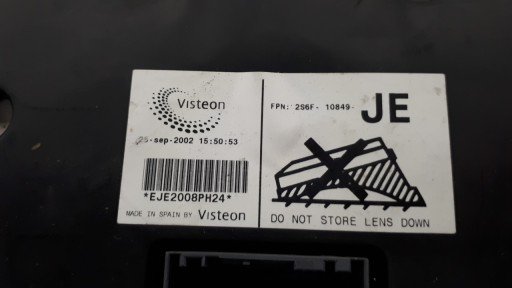 Visteon
25-sep-2002 15:50:53
*EJE2008PH24*
MADE IN SPAIN BY Visteon
FPN: 2S6F- 10849- JE
DO NOT STORE LENS DOWN